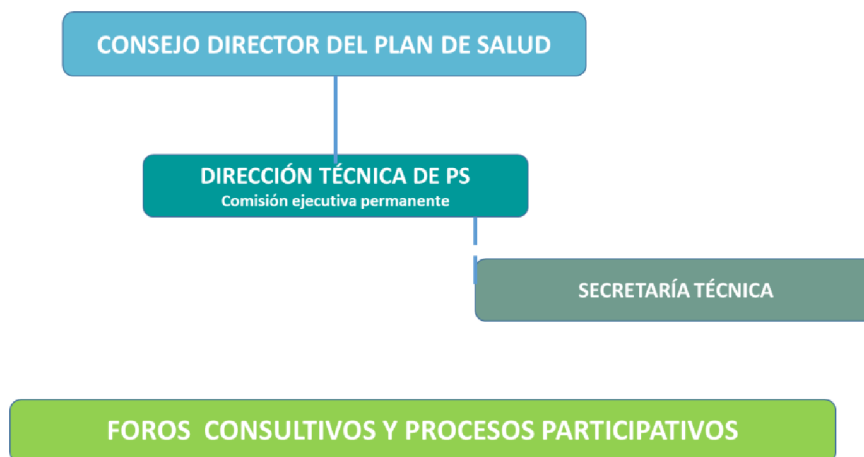 CONSEJO DIRECTOR DEL PLAN DE SALUD
DIRECCIÓN TÉCNICA DE PS
Comisión ejecutiva permanente
SECRETARÍA TÉCNICA
FOROS CONSULTIVOS Y PROCESOS PARTICIPATIVOS